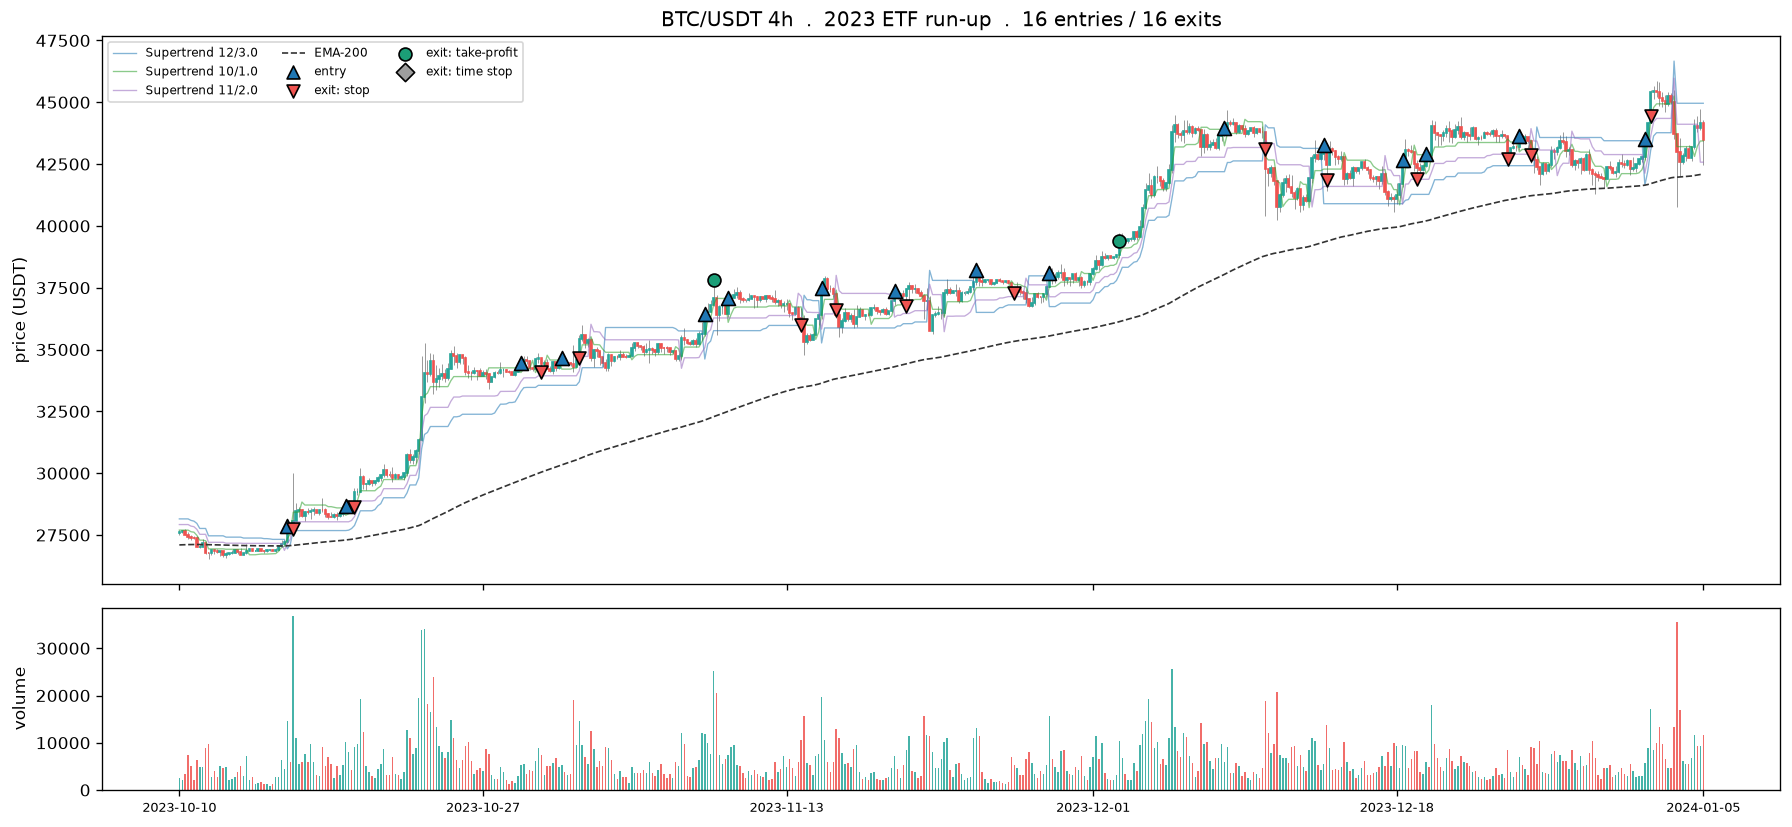 BTC/USDT 4h . 2023 ETF run-up . 16 entries / 16 exits
Supertrend 12/3.0
Supertrend 10/1.0
Supertrend 11/2.0
EMA-200
entry
exit: stop
exit: take-profit
exit: time stop
price (USDT)
47500
45000
42500
40000
37500
35000
32500
30000
27500
volume
30000
20000
10000
0
2023-10-10
2023-10-27
2023-11-13
2023-12-01
2023-12-18
2024-01-05